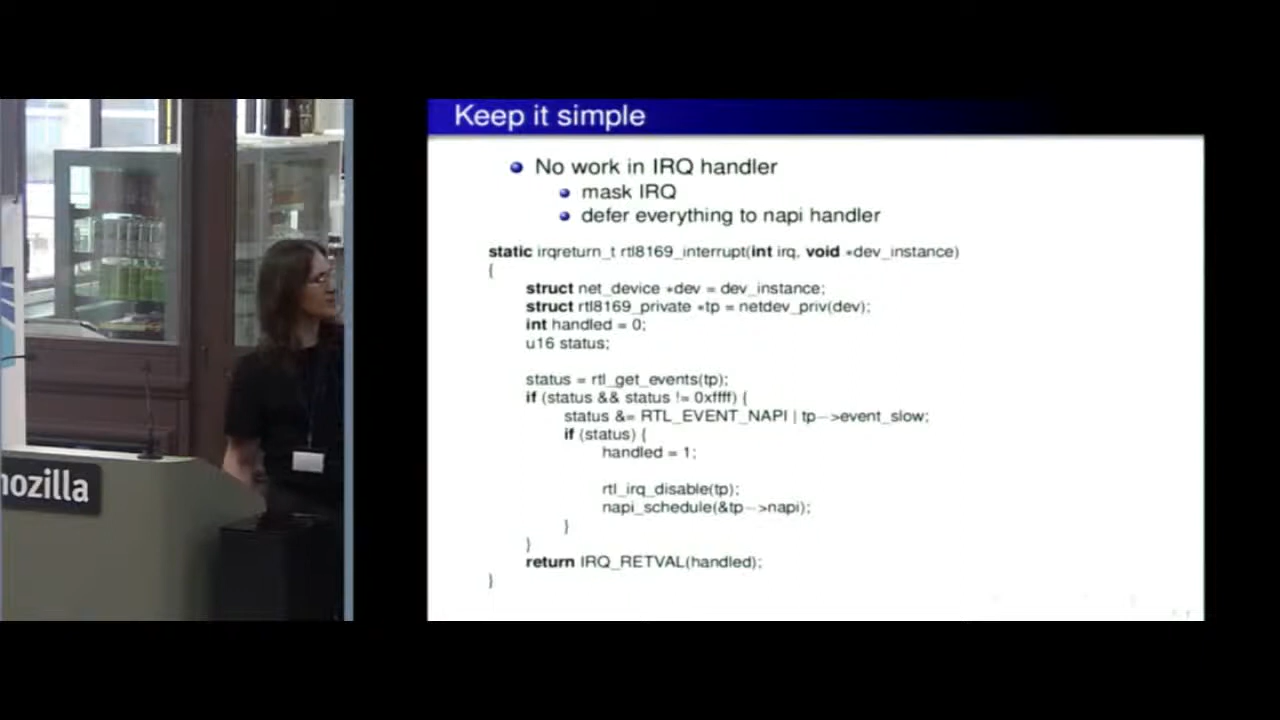 Keep it simple
No work in IRQ handler
mask IRQ
defer everything to napi handler
static irqreturn_t rtl8169_interrupt(int irq, void *dev_instance)
{
struct net_device *dev = dev_instance;
struct rtl8169_private *tp = netdev_priv(dev);
int handled = 0;
u16 status;
status = rtl_get_events(tp);
if (status && status != 0xffff) {
status &= RTL_EVENT_NAPI | tp->event_slow;
if (status) {
handled = 1;
rtl_irq_disable(tp);
napi_schedule(&tp->napi);
}
}
return IRQ_RETVAL(handled);
}
mozilla